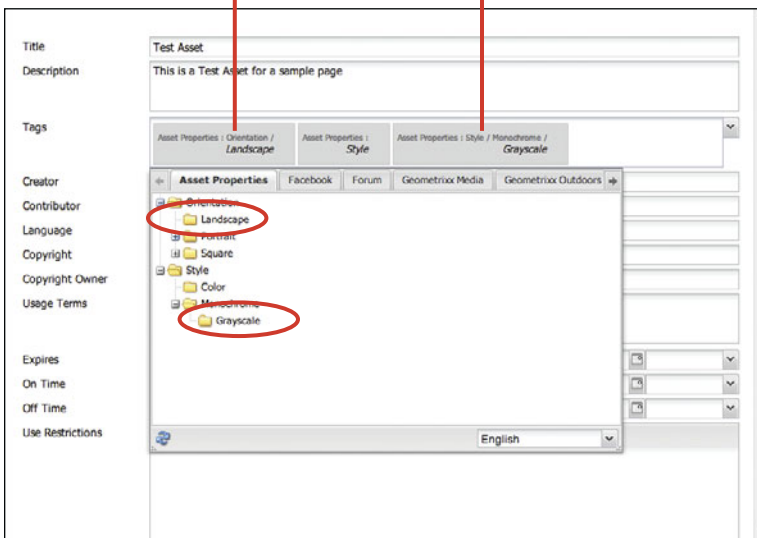 Title
Test Asset
Description
This is a Test Asset for a sample page
Tags
Asset Properties : Orientation /
Landscape
Asset Properties :
Style
Asset Properties : Style / Monochrome /
Grayscale
Creator
Contributor
Language
Copyright
Copyright Owner
Usage Terms
Expires
On Time
Off Time
Use Restrictions
Asset Properties
Facebook
Forum
Geometrixx Media
Geometrixx Outdoors
Orientation
Landscape
Portrait
Square
Style
Color
Monochrome
Grayscale
English